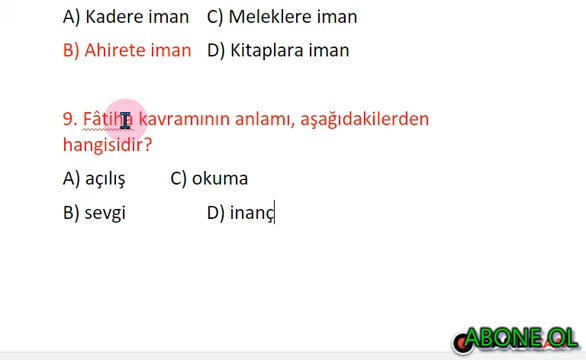 A) Kadere iman C) Meleklere iman
B) Ahirete iman D) Kitaplara iman
9. Fâtiha kavramının anlamı, aşağıdakilerden
hangisidir?
A) açılış C) okuma
B) sevgi D) inanç
ABONE OL